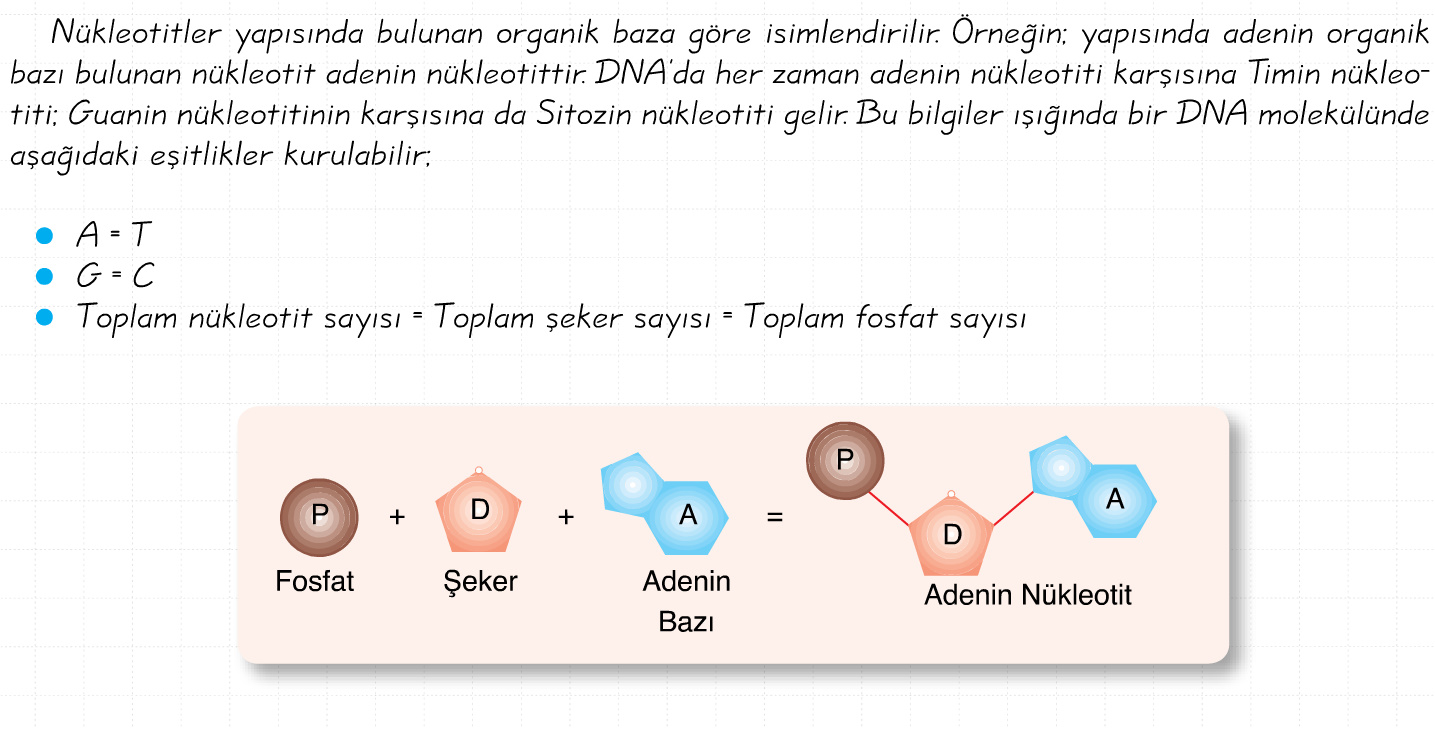 Nükleotitler yapısında bulunan organik baza göre isimlendirilir. Örneğin; yapısında adenin organik
bazı bulunan nükleotit adenin nükleotittir. DNA'da her zaman adenin nükleotiti karşısına Timin nükleo-
titi; Guanin nükleotitinin karşısına da Sitozin nükleotiti gelir. Bu bilgiler ışığında bir DNA molekülünde
aşağıdaki eşitlikler kurulabilir;
A = T
G = C
Toplam nükleotit sayısı = Toplam şeker sayısı = Toplam fosfat sayısı
P + D + A = P D A
Fosfat Şeker Adenin Bazı Adenin Nükleotit